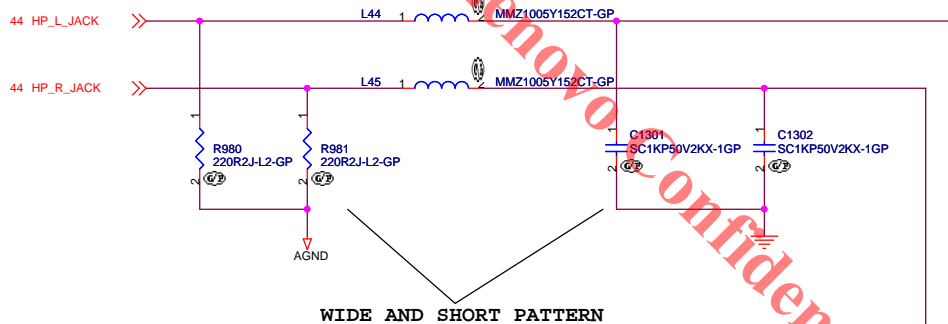 44 HP_L_JACK
L44
1
2
MMZ1005Y152CT-GP
44 HP_R_JACK
L45
1
2
MMZ1005Y152CT-GP
1
R980
220R2J-L2-GP
2
G/P
1
R981
220R2J-L2-GP
2
G/P
1
C1301
SC1KP50V2KX-1GP
2
G/P
1
C1302
SC1KP50V2KX-1GP
2
G/P
AGND
WIDE AND SHORT PATTERN
enovo Confiden